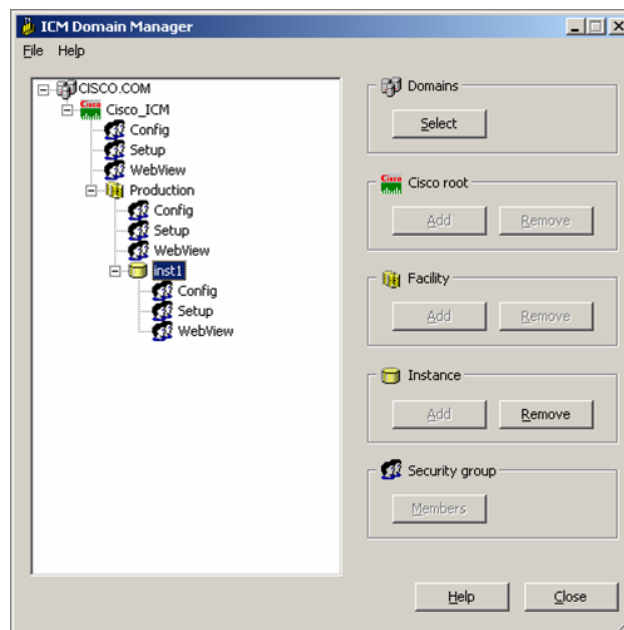 ICM Domain Manager
File Help
CISCO.COM
Cisco_ICM
Config
Setup
WebView
Production
Config
Setup
WebView
inst1
Config
Setup
WebView
Domains
Select
Cisco root
Add Remove
Facility
Add Remove
Instance
Add Remove
Security group
Members
Help Close